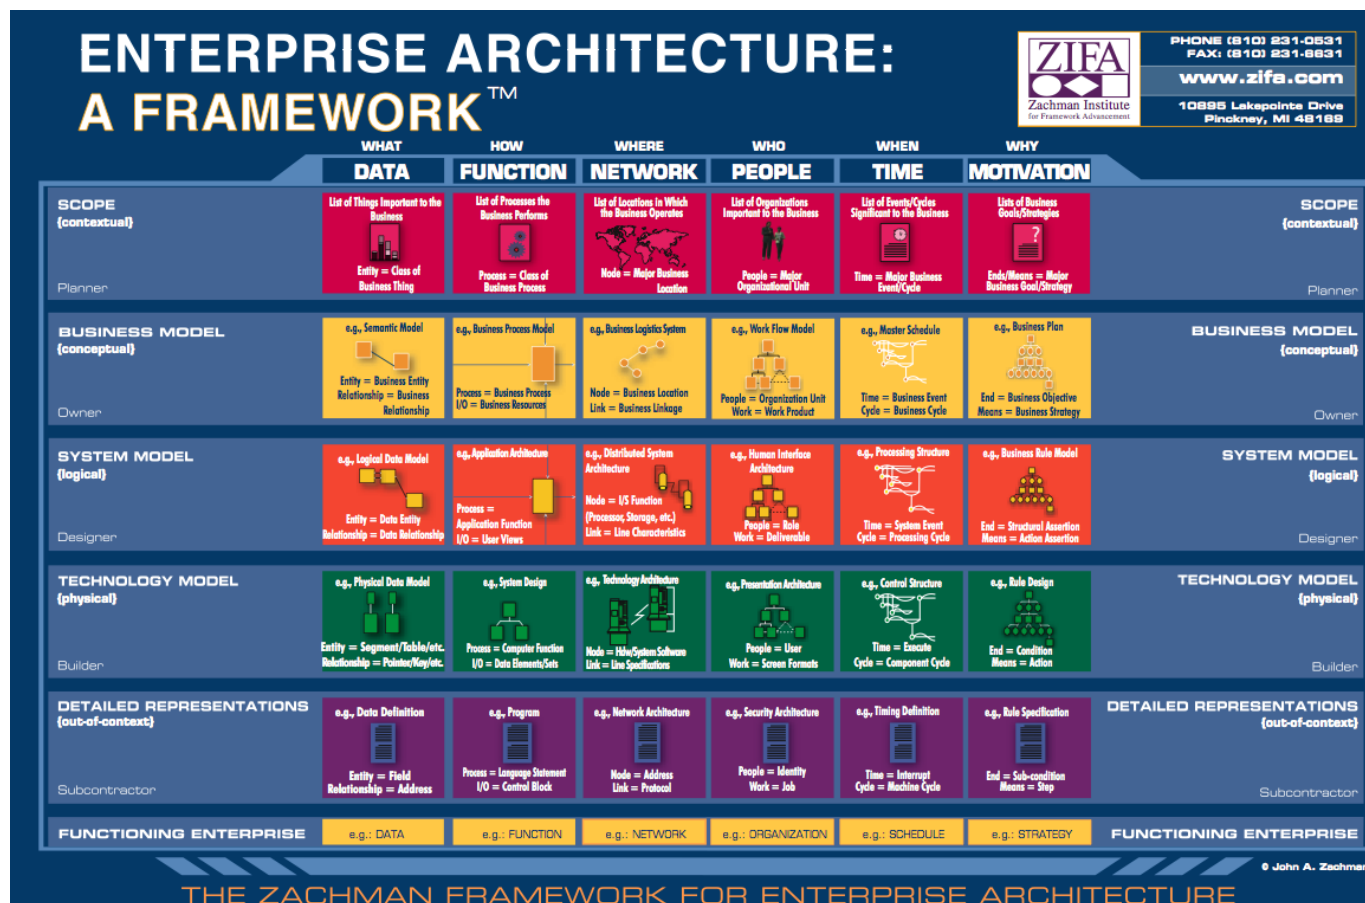 ENTERPRISE ARCHITECTURE:
A FRAMEWORK™
ZIFA
Zachman Institute
for Framework Advancement
PHONE (810) 231-0531
FAX: (810) 231-6631
www.zifa.com
10895 Lakepointe Drive
Pinckney, MI 48169
WHAT HOW WHERE WHO WHEN WHY
DATA FUNCTION NETWORK PEOPLE TIME MOTIVATION
SCOPE
{contextual}
Planner
List of Things Important to the
Business
Entity = Class of
Business Thing
List of Processes the
Business Performs
Process = Class of
Business Process
List of Locations in Which
the Business Operates
Node = Major Business
Location
List of Organizations
Important to the Business
People = Major
Organizational Unit
List of Events/Cycles
Significant to the Business
Time = Major Business
Event/Cycle
Lists of Business
Goals/Strategies
?
Ends/Means = Major
Business Goal/Strategy
SCOPE
{contextual}
Planner
BUSINESS MODEL
{conceptual}
Owner
e.g., Semantic Model
Entity = Business Entity
Relationship = Business
Relationship
e.g., Business Process Model
Process = Business Process
I/O = Business Resources
e.g., Business Logistics System
Node = Business Location
Link = Business Linkage
e.g., Work Flow Model
People = Organization Unit
Work = Work Product
e.g., Master Schedule
Time = Business Event
Cycle = Business Cycle
e.g., Business Plan
End = Business Objective
Means = Business Strategy
BUSINESS MODEL
{conceptual}
Owner
SYSTEM MODEL
{logical}
Designer
e.g., Logical Data Model
Entity = Data Entity
Relationship = Data Relationship
e.g., Application Architecture
Process =
Application Function
I/O = User Views
e.g., Distributed System
Architecture
Node = I/S Function
(Processor, Storage, etc.)
Link = Line Characteristics
e.g., Human Interface
Architecture
People = Role
Work = Deliverable
e.g., Processing Structure
Time = System Event
Cycle = Processing Cycle
e.g., Business Rule Model
End = Structural Assertion
Means = Action Assertion
SYSTEM MODEL
{logical}
Designer
TECHNOLOGY MODEL
{physical}
Builder
e.g., Physical Data Model
Entity = Segment/Table/etc.
Relationship = Pointer/Key/etc.
e.g., System Design
Process = Computer Function
I/O = Data Elements/Sets
e.g., Technology Architecture
Node = Hdw/System Software
Link = Line Specifications
e.g., Presentation Architecture
People = User
Work = Screen Formats
e.g., Control Structure
Time = Execute
Cycle = Component Cycle
e.g., Rule Design
End = Condition
Means = Action
TECHNOLOGY MODEL
{physical}
Builder
DETAILED REPRESENTATIONS
{out-of-context}
Subcontractor
e.g., Data Definition
Entity = Field
Relationship = Address
e.g., Program
Process = Language Statement
I/O = Control Block
e.g., Network Architecture
Node = Address
Link = Protocol
e.g., Security Architecture
People = Identity
Work = Job
e.g., Timing Definition
Time = Interrupt
Cycle = Machine Cycle
e.g., Rule Specification
End = Sub-condition
Means = Step
DETAILED REPRESENTATIONS
{out-of-context}
Subcontractor
FUNCTIONING ENTERPRISE
e.g.: DATA
e.g.: FUNCTION
e.g.: NETWORK
e.g.: ORGANIZATION
e.g.: SCHEDULE
e.g.: STRATEGY
FUNCTIONING ENTERPRISE
© John A. Zachman
THE ZACHMAN FRAMEWORK FOR ENTERPRISE ARCHITECTURE